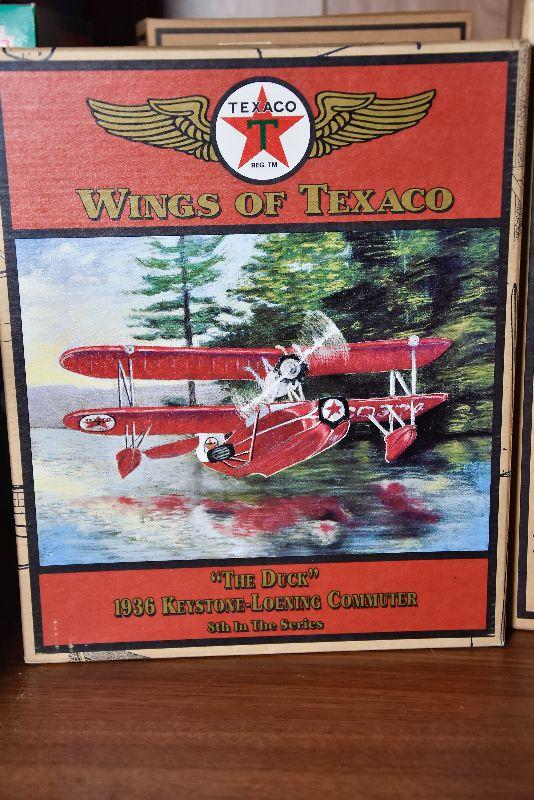 TEXACO
T
REG. TM
WINGS OF TEXACO
"THE DUCK"
1936 KEYSTONE-LOENING COMMUTER
8th In The Series